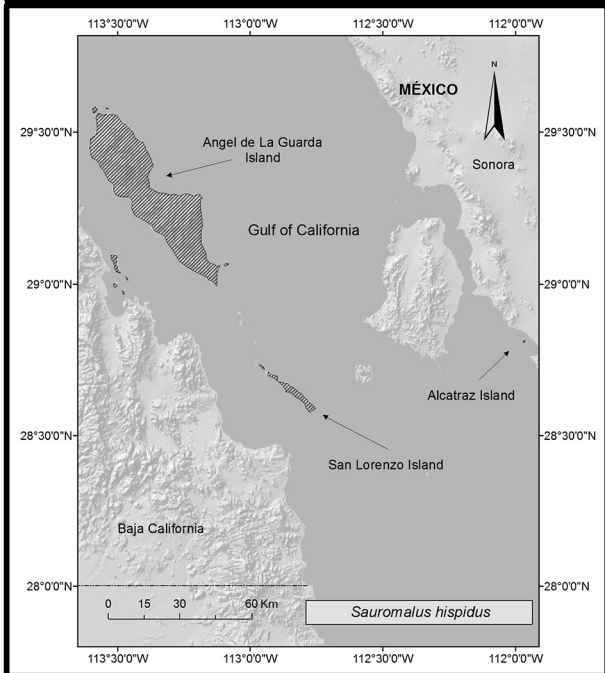 113°30'0"W 113°0'0"W 112°30'0"W 112°0'0"W
N
MÉXICO
29°30'0"N 29°30'0"N
Angel de La Guarda
Island
Sonora
Gulf of California
29°0'0"N 29°0'0"N
Alcatraz Island
28°30'0"N 28°30'0"N
San Lorenzo Island
Baja California
28°0'0"N 28°0'0"N
0 15 30 60 Km
Sauromalus hispidus
113°30'0"W 113°0'0"W 112°30'0"W 112°0'0"W